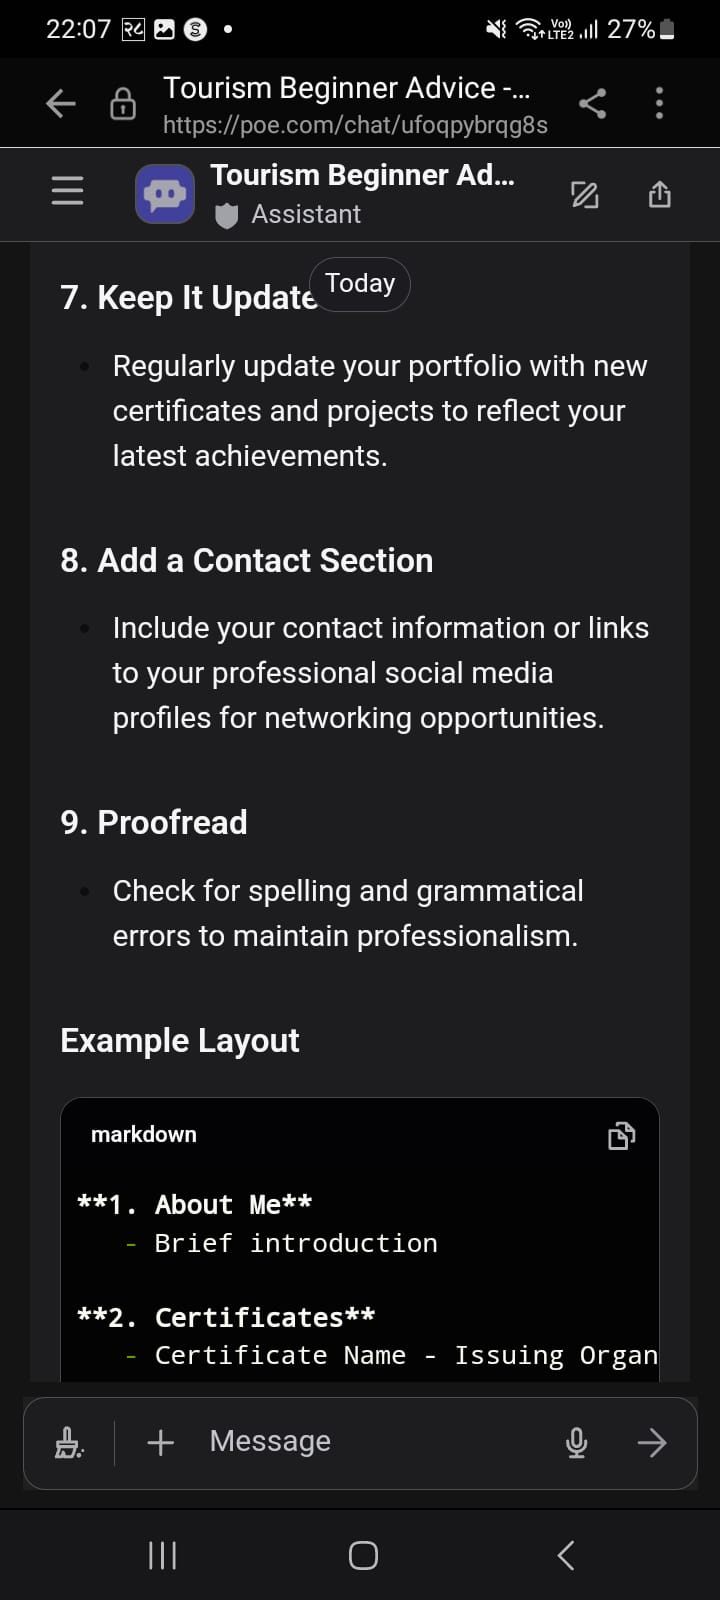 22:07
Vo))
LTE2
27%
Tourism Beginner Advice -...
https://poe.com/chat/ufoqpybrqg8s
Tourism Beginner Ad...
Assistant
Today
7. Keep It Update
Regularly update your portfolio with new
certificates and projects to reflect your
latest achievements.
8. Add a Contact Section
Include your contact information or links
to your professional social media
profiles for networking opportunities.
9. Proofread
Check for spelling and grammatical
errors to maintain professionalism.
Example Layout
markdown
**1. About Me**
- Brief introduction
**2. Certificates**
- Certificate Name - Issuing Organ
Message